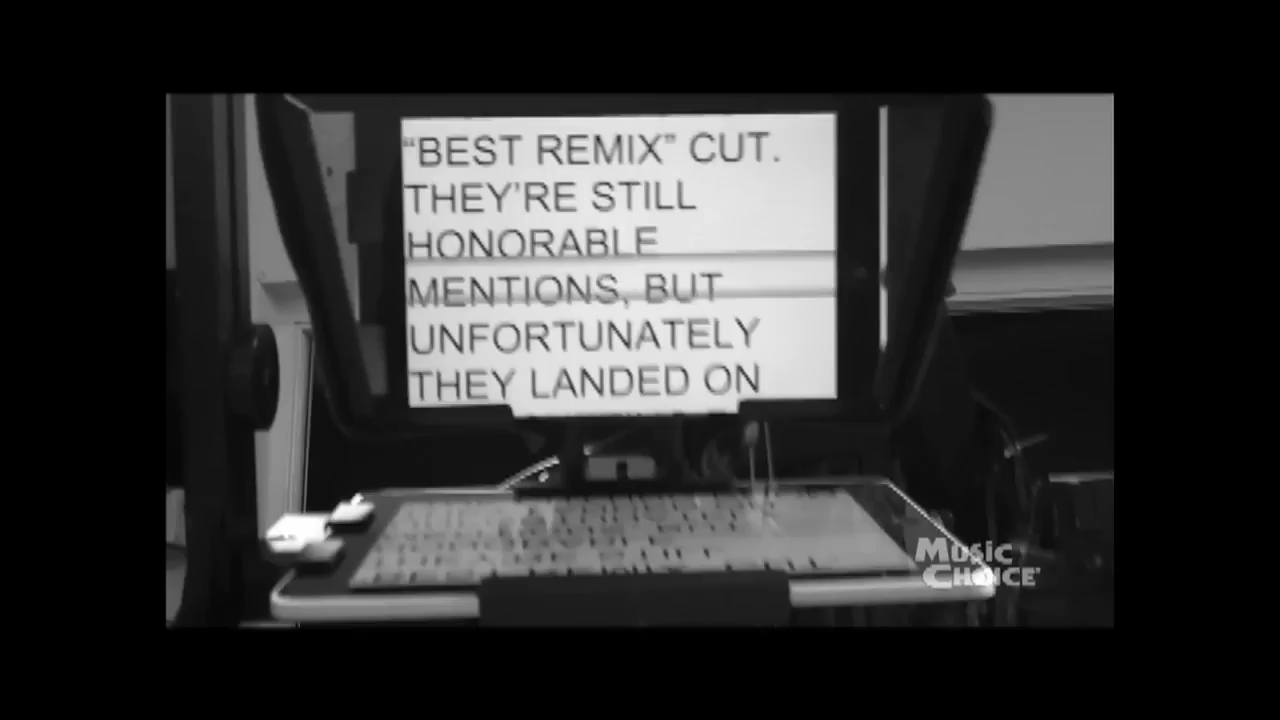 “BEST REMIX” CUT.
THEY'RE STILL
HONORABLE
MENTIONS, BUT
UNFORTUNATELY
THEY LANDED ON
MUSIC
CHOICE